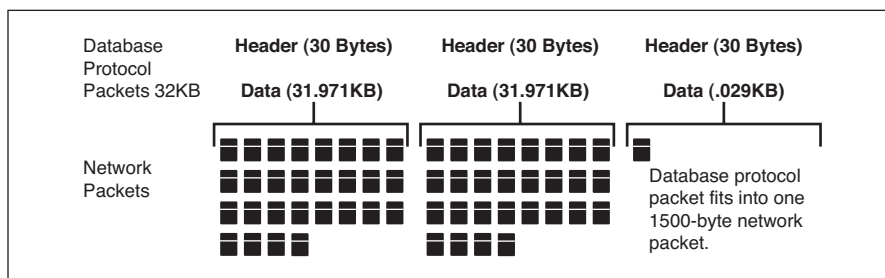 Database
Protocol
Packets 32KB
Header (30 Bytes)
Header (30 Bytes)
Header (30 Bytes)
Data (31.971KB)
Data (31.971KB)
Data (.029KB)
Network
Packets
Database protocol
packet fits into one
1500-byte network
packet.